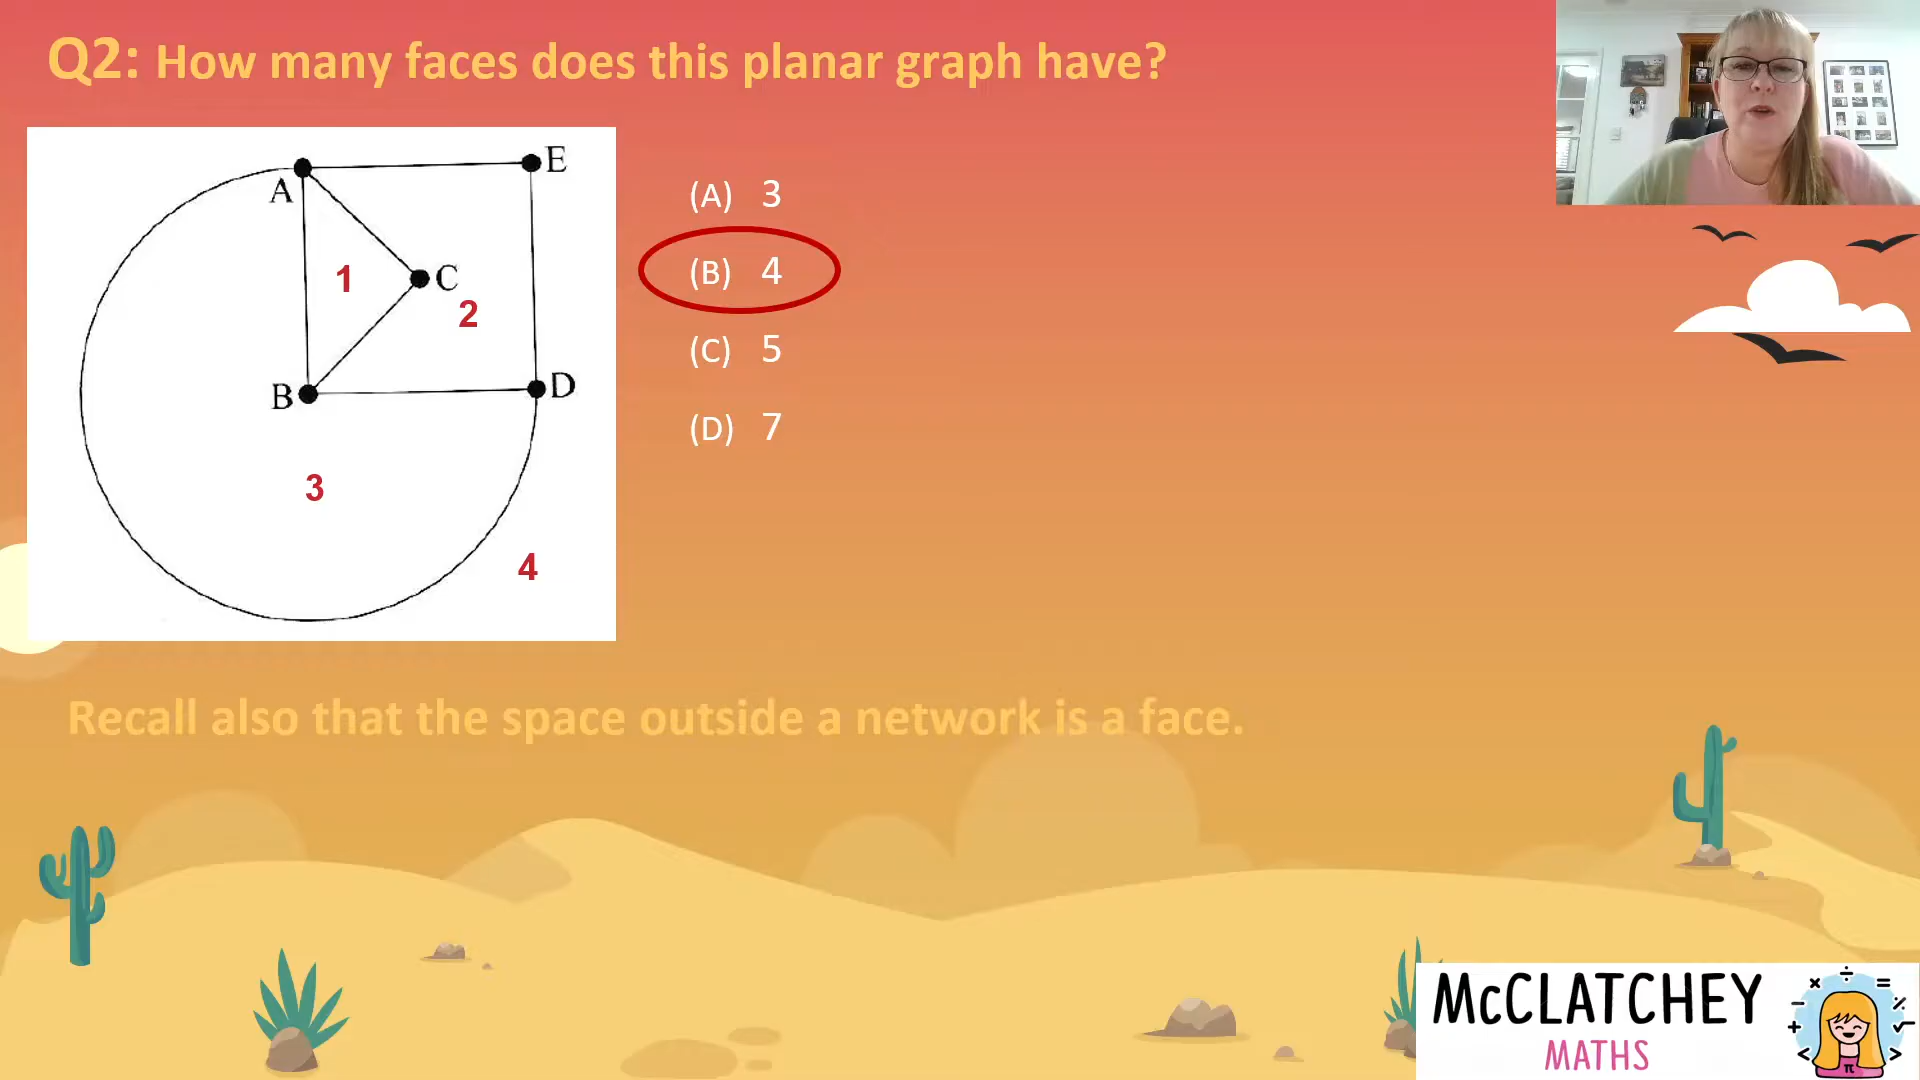 Q2: How many faces does this planar graph have?
A
E
C
B
D
1
2
3
4
(A) 3
(B) 4
(C) 5
(D) 7
Recall also that the space outside a network is a face.
McCLATCHEY
MATHS